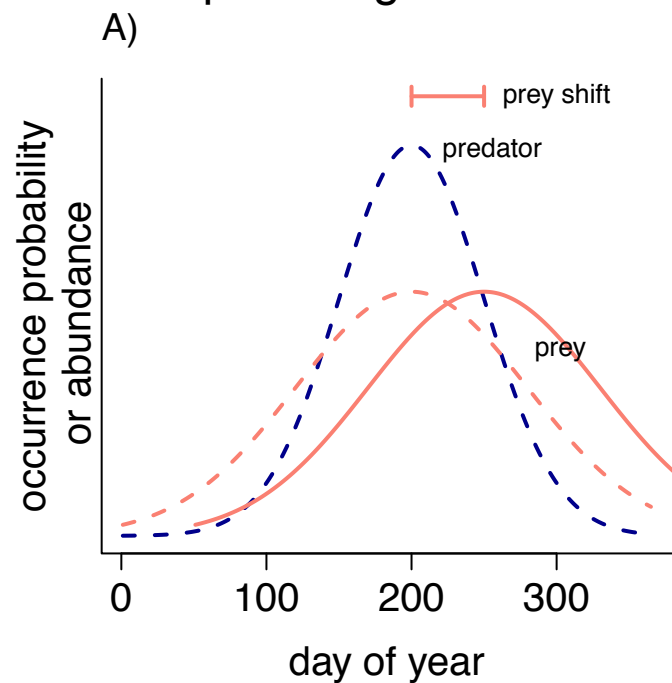 A)
prey shift
predator
prey
occurrence probability
or abundance
0 100 200 300
day of year